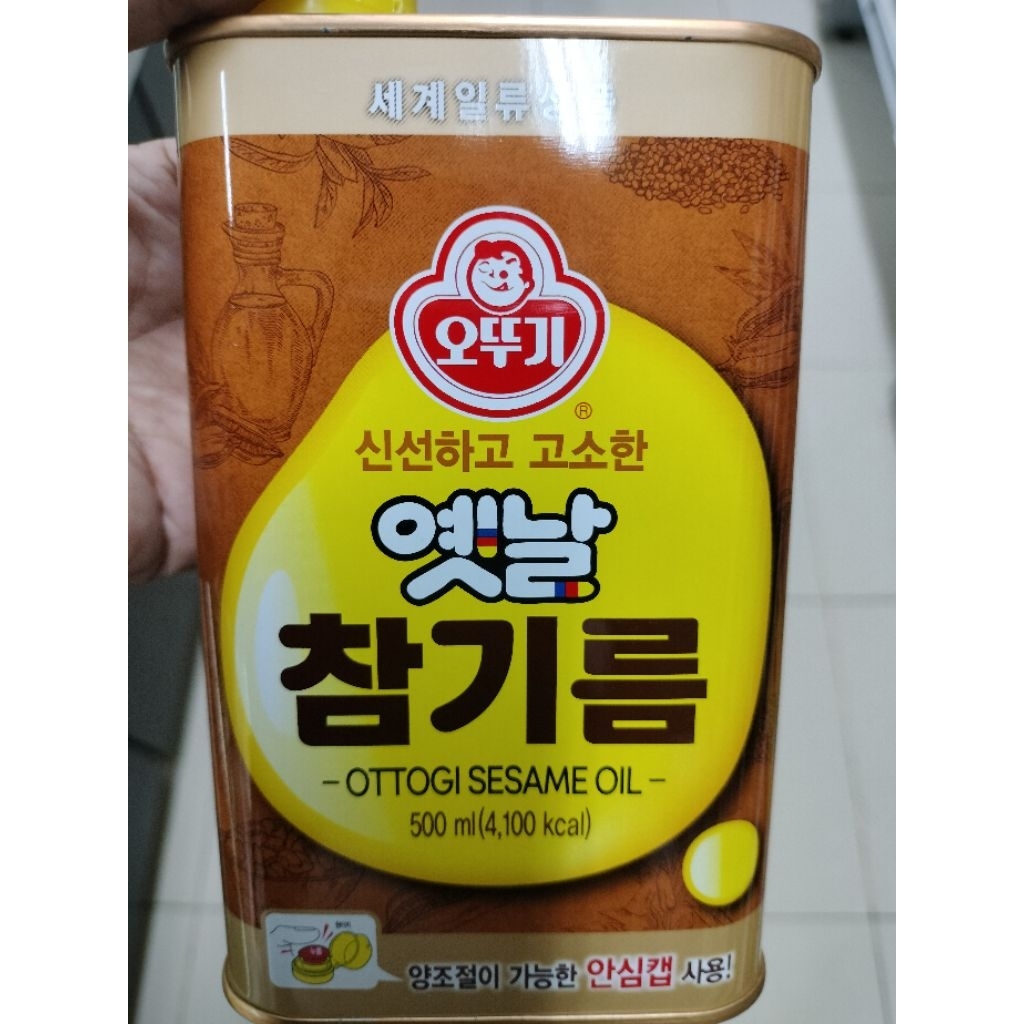 세계일류상품
오뚜기
®
신선하고 고소한
옛날
참기름
- OTTOGI SESAME OIL -
500 ml(4,100 kcal)
양조절이 가능한 안심캡 사용!